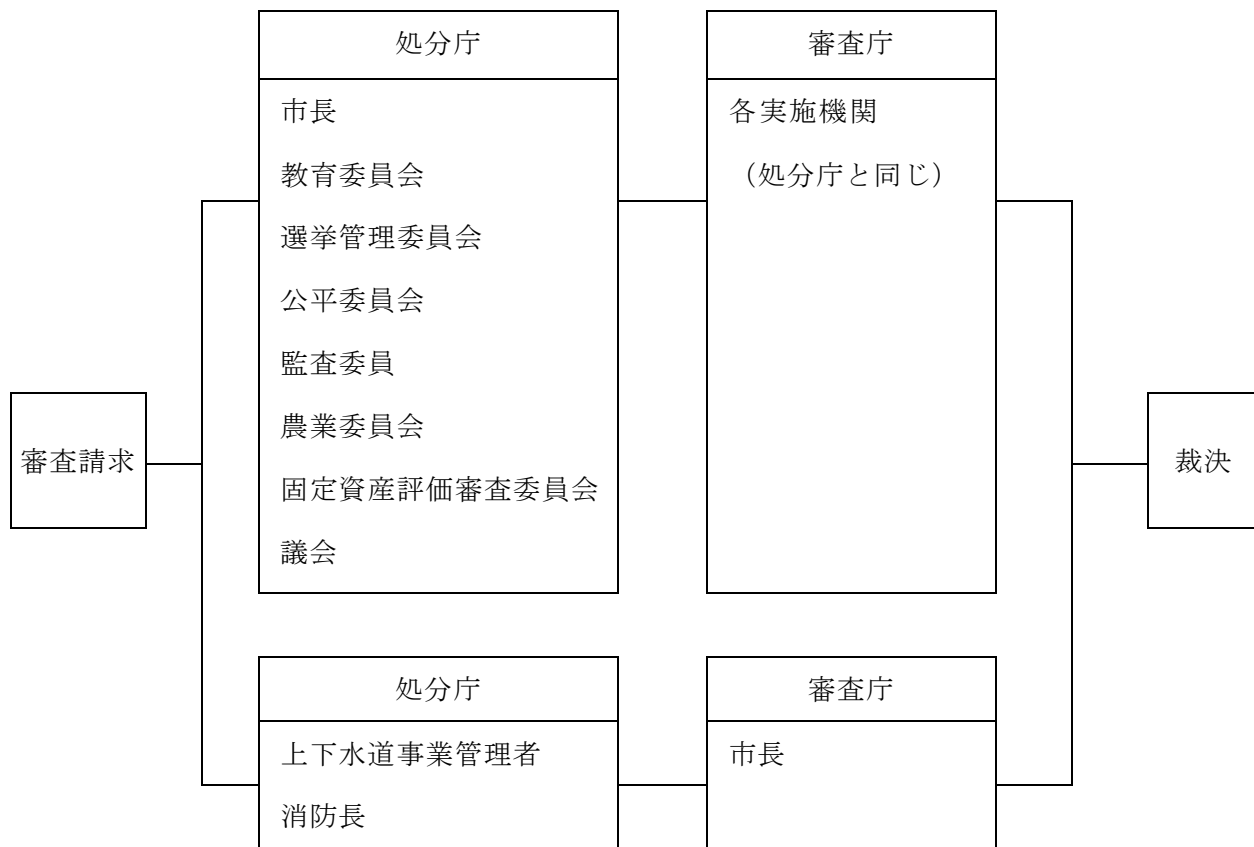 審査請求
処分庁
市長
教育委員会
選挙管理委員会
公平委員会
監査委員
農業委員会
固定資産評価審査委員会
議会
審査庁
各実施機関
（処分庁と同じ）
処分庁
上下水道事業管理者
消防長
審査庁
市長
裁決